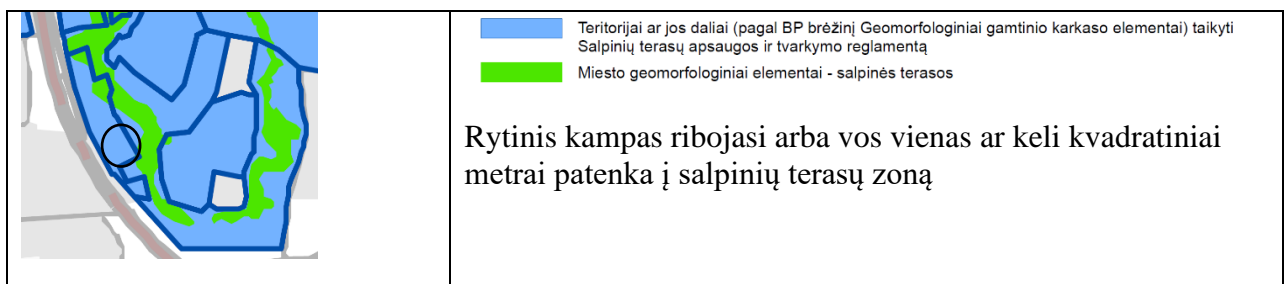 Teritorijai ar jos daliai (pagal BP brėžinį Geomorfologiniai gamtinio karkaso elementai) taikyti
Salpinių terasų apsaugos ir tvarkymo reglamentą
Miesto geomorfologiniai elementai - salpinės terasos
Rytinis kampas ribojasi arba vos vienas ar keli kvadratiniai
metrai patenka į salpinių terasų zoną